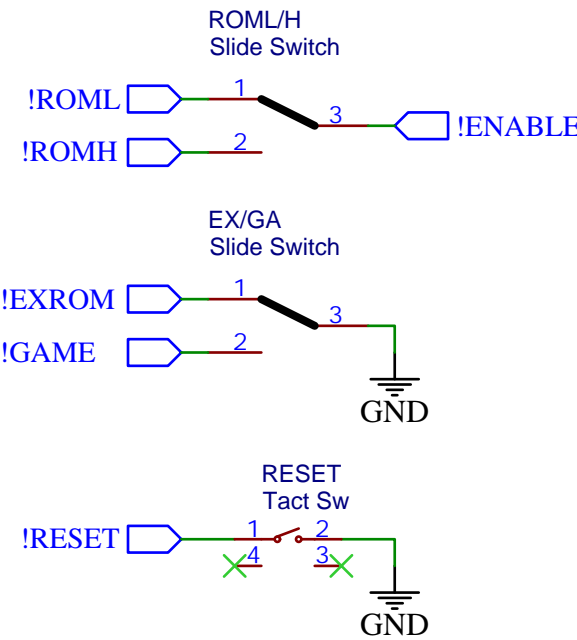 ROML/H
Slide Switch
!ROML 1
3 !ENABLE
!ROMH 2
EX/GA
Slide Switch
!EXROM 1
3
!GAME 2
GND
RESET
Tact Sw
!RESET 1 2
4 3
GND